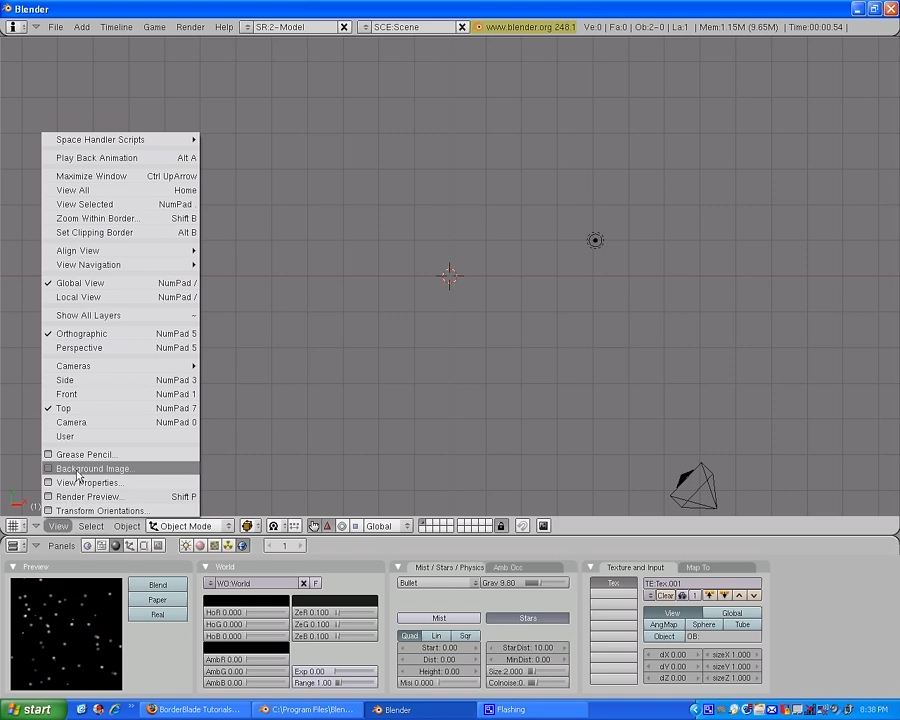 Blender
File Add Timeline Game Render Help SR:2-Model SCE:Scene www.blender.org 248.1 Ve:0 | Fa:0 | Ob:2-0 | La:1 | Mem:1.15M (9.65M) | Time:00:00.54 |
Space Handler Scripts
Play Back Animation Alt A
Maximize Window Ctrl UpArrow
View All Home
View Selected NumPad .
Zoom Within Border... Shift B
Set Clipping Border Alt B
Align View
View Navigation
Global View NumPad /
Local View NumPad /
Show All Layers ~
Orthographic NumPad 5
Perspective NumPad 5
Cameras
Side NumPad 3
Front NumPad 1
Top NumPad 7
Camera NumPad 0
User
Grease Pencil...
Background Image...
View Properties...
Render Preview... Shift P
Transform Orientations...
(1)
View Select Object Object Mode Global
Panels 1
Preview
Blend
Paper
Real
World
WO:World F
HoR 0.000 ZeR 0.100
HoG 0.000 ZeG 0.100
HoB 0.000 ZeB 0.100
AmbR 0.00
AmbG 0.00 Exp 0.00
AmbB 0.00 Range 1.00
Mist / Stars / Physics Amb Occ
Bullet Grav 9.80
Mist Stars
Quad Lin Sqr
Start: 0.00 StarDist: 10.00
Dist: 0.00 MinDist: 0.00
Height: 0.00 Size:2.000
Misi 0.000 Colnoise:0.
Texture and Input Map To
Tex TE:Tex.001
Clear 1
View Global
AngMap Sphere Tube
Object OB:
dX 0.00 sizeX 1.000
dY 0.00 sizeY 1.000
dZ 0.00 sizeZ 1.000
start BorderBlade Tutorials... C:\Program Files\Blen... Blender Flashing 8:38 PM